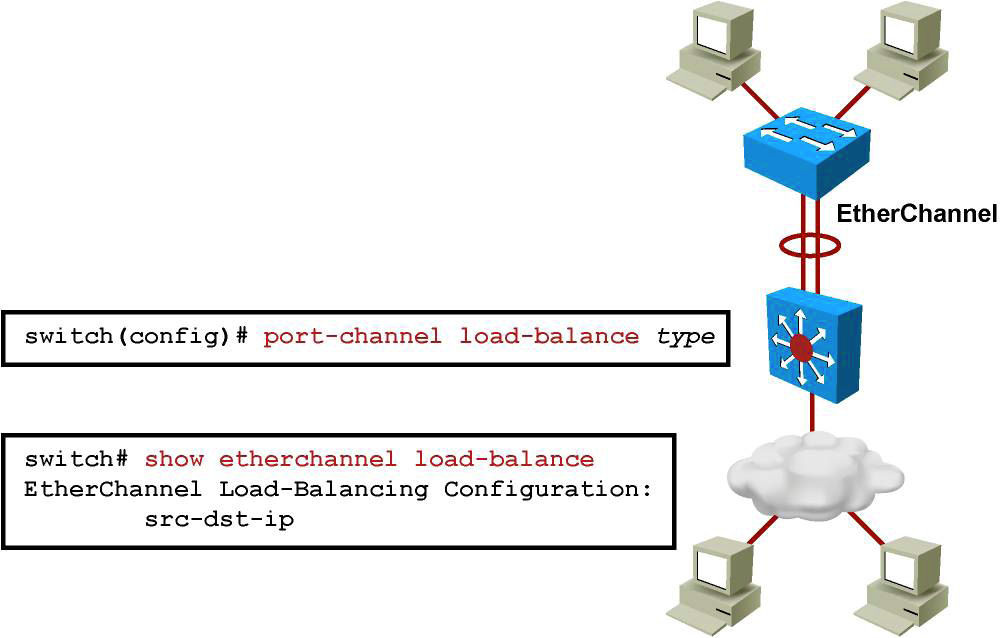 EtherChannel
switch(config)# port-channel load-balance type
switch# show etherchannel load-balance
EtherChannel Load-Balancing Configuration:
src-dst-ip